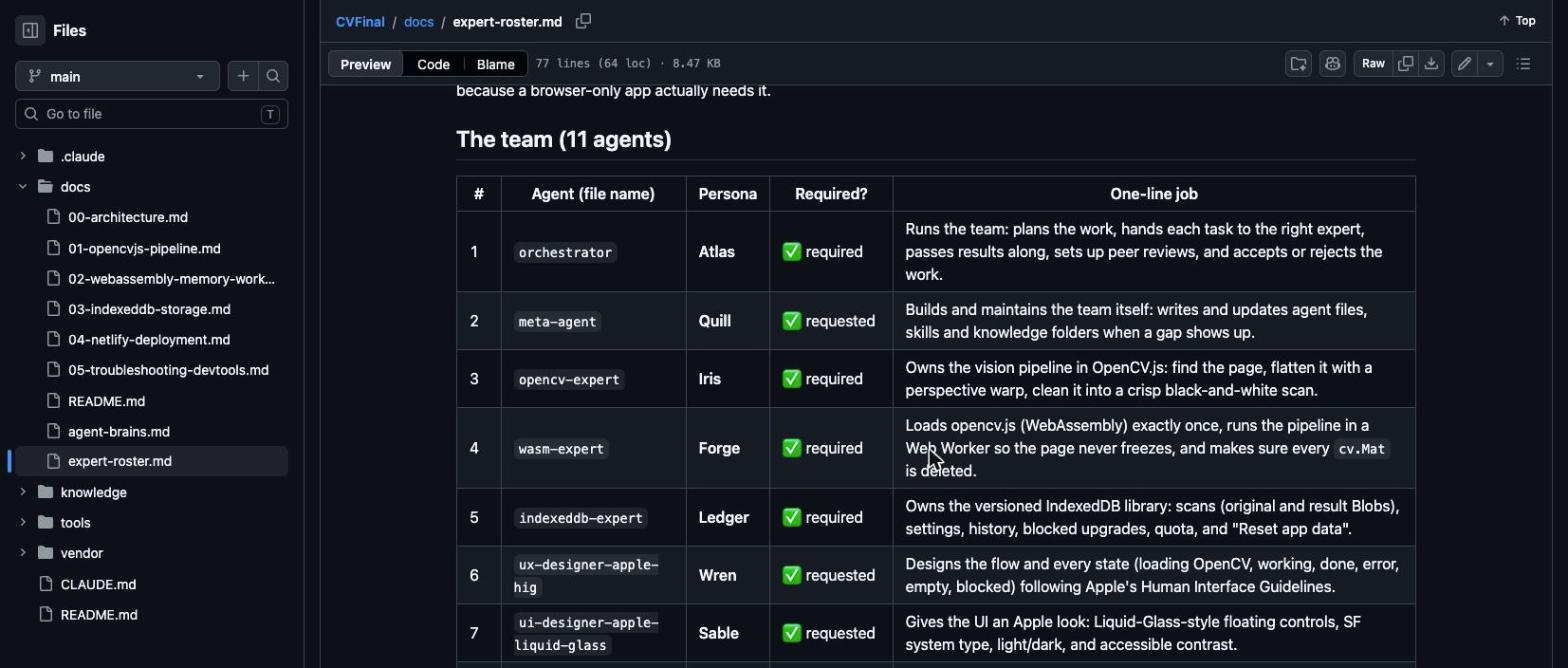 Files
main
Go to file
T
.claude
docs
00-architecture.md
01-opencvjs-pipeline.md
02-webassembly-memory-work...
03-indexeddb-storage.md
04-netlify-deployment.md
05-troubleshooting-devtools.md
README.md
agent-brains.md
expert-roster.md
knowledge
tools
vendor
CLAUDE.md
README.md
CVFinal / docs / expert-roster.md
Top
Preview Code Blame 77 lines (64 loc) · 8.47 KB Raw
because a browser-only app actually needs it.
The team (11 agents)
# Agent (file name) Persona Required? One-line job
1 orchestrator Atlas ✅ required Runs the team: plans the work, hands each task to the right expert,
passes results along, sets up peer reviews, and accepts or rejects the
work.
2 meta-agent Quill ✅ requested Builds and maintains the team itself: writes and updates agent files,
skills and knowledge folders when a gap shows up.
3 opencv-expert Iris ✅ required Owns the vision pipeline in OpenCV.js: find the page, flatten it with a
perspective warp, clean it into a crisp black-and-white scan.
4 wasm-expert Forge ✅ required Loads opencv.js (WebAssembly) exactly once, runs the pipeline in a
Web Worker so the page never freezes, and makes sure every cv.Mat
is deleted.
5 indexeddb-expert Ledger ✅ required Owns the versioned IndexedDB library: scans (original and result Blobs),
settings, history, blocked upgrades, quota, and "Reset app data".
6 ux-designer-apple-
hig Wren ✅ requested Designs the flow and every state (loading OpenCV, working, done, error,
empty, blocked) following Apple's Human Interface Guidelines.
7 ui-designer-apple-
liquid-glass Sable ✅ requested Gives the UI an Apple look: Liquid-Glass-style floating controls, SF
system type, light/dark, and accessible contrast.